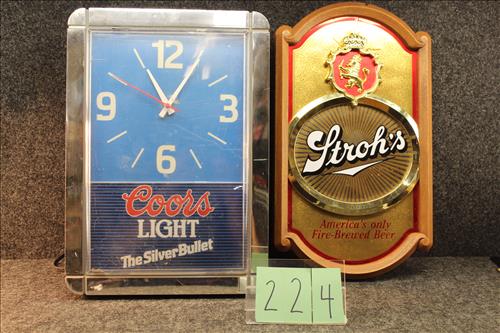 12
9
3
6
Coors
LIGHT
The Silver Bullet
Stroh's
America's only
Fire-Brewed Beer
224